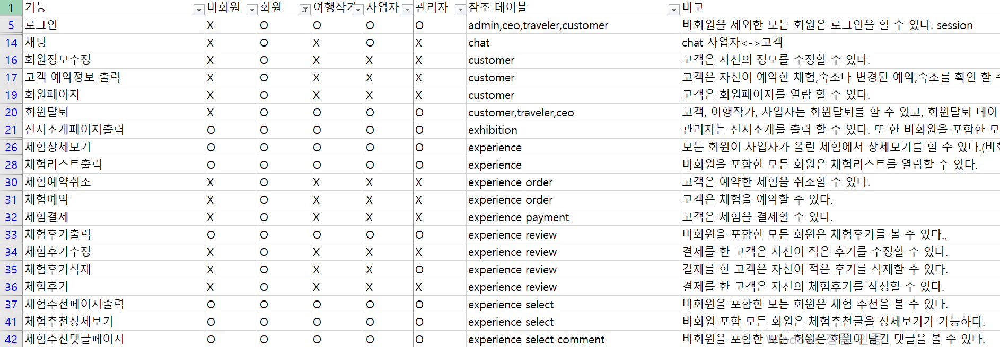 1 기능 비회원 회원 여행작가 사업자 관리자 참조 테이블 비고
5 로그인 X O O O O admin,ceo,traveler,customer 비회원을 제외한 모든 회원은 로그인을 할 수 있다. session
14 채팅 X O X O X chat chat 사업자<->고객
16 회원정보수정 X O X X X customer 고객은 자신의 정보를 수정할 수 있다.
17 고객 예약정보 출력 X O X X X customer 고객은 자신이 예약한 체험,숙소나 변경된 예약,숙소를 확인 할
19 회원페이지 X O X X X customer 고객은 회원페이지를 열람 할 수 있다.
20 회원탈퇴 X O O O O customer,traveler,ceo 고객, 여행작가, 사업자는 회원탈퇴를 할 수 있고, 회원탈퇴
21 전시소개페이지출력 O O O O O exhibition 관리자는 전시소개를 출력 할 수 있다. 또 한 비회원을 포함한
26 체험상세보기 O O O O O experience 모든 회원이 사업자가 올린 체험에서 상세보기를 할 수 있다.
28 체험리스트출력 O O O O O experience 비회원을 포함한 모든 회원은 체험리스트를 열람할 수 있다.
30 체험예약취소 X O X X X experience order 고객은 예약한 체험을 취소할 수 있다.
31 체험예약 X O X X X experience order 고객은 체험을 예약할 수 있다.
32 체험결제 X O X X X experience payment 고객은 체험을 결제할 수 있다.
33 체험후기출력 O O O O O experience review 비회원을 포함한 모든 회원은 체험후기를 볼 수 있다.,
34 체험후기수정 X O X X X experience review 결제를 한 고객은 자신이 적은 후기를 수정할 수 있다.
35 체험후기삭제 X O X X O experience review 결제를 한 고객은 자신이 적은 후기를 삭제할 수 있다.
36 체험후기 X O X X X experience review 결제를 한 고객은 자신의 체험후기를 작성할 수 있다.
37 체험추천페이지출력 O O O O O experience select 비회원을 포함한 모든 회원은 체험 추천을 볼 수 있다.
41 체험추천상세보기 O O O O O experience select 비회원 포함 모든 회원은 체험추천글을 상세보기가 가능하다.
42 체험추천댓글페이지 O O O O O experience select comment 비회원을 포함한 모든 회원은 회원이 남긴 댓글을 볼 수 있다.
Windows 정품 인증